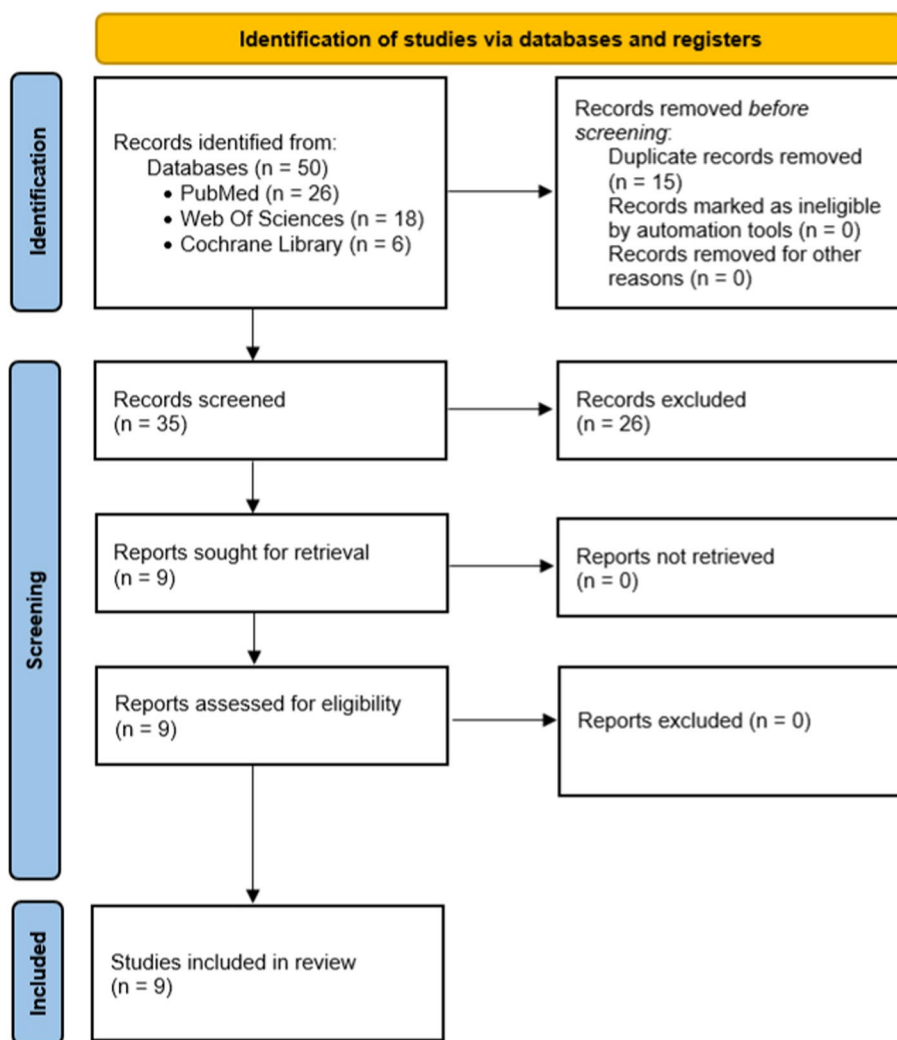 Identification of studies via databases and registers
Identification
Records identified from:
Databases (n = 50)
• PubMed (n = 26)
• Web Of Sciences (n = 18)
• Cochrane Library (n = 6)
Records removed before
screening:
Duplicate records removed
(n = 15)
Records marked as ineligible
by automation tools (n = 0)
Records removed for other
reasons (n = 0)
Screening
Records screened
(n = 35)
Records excluded
(n = 26)
Reports sought for retrieval
(n = 9)
Reports not retrieved
(n = 0)
Reports assessed for eligibility
(n = 9)
Reports excluded (n = 0)
Included
Studies included in review
(n = 9)